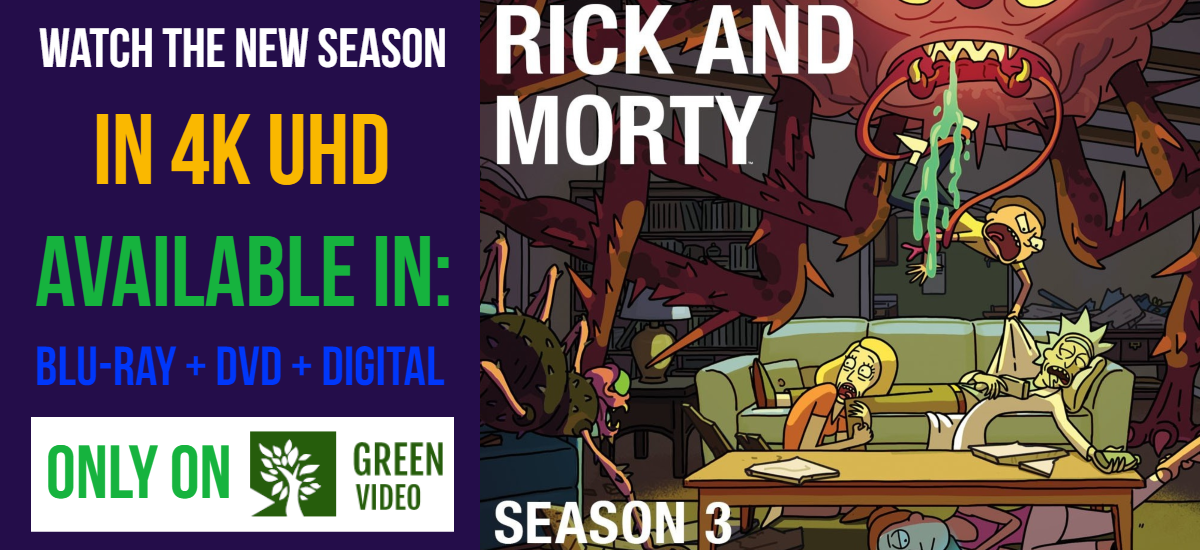 WATCH THE NEW SEASON
IN 4K UHD
AVAILABLE IN:
BLU-RAY + DVD + DIGITAL
ONLY ON
GREEN
VIDEO
RICK AND
MORTY™
SEASON 3